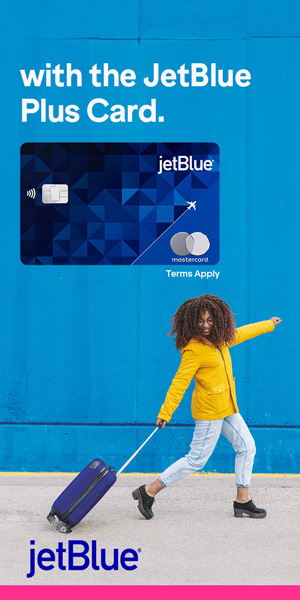 with the JetBlue
Plus Card.
jetBlue®
mastercard
Terms Apply
jetBlue®